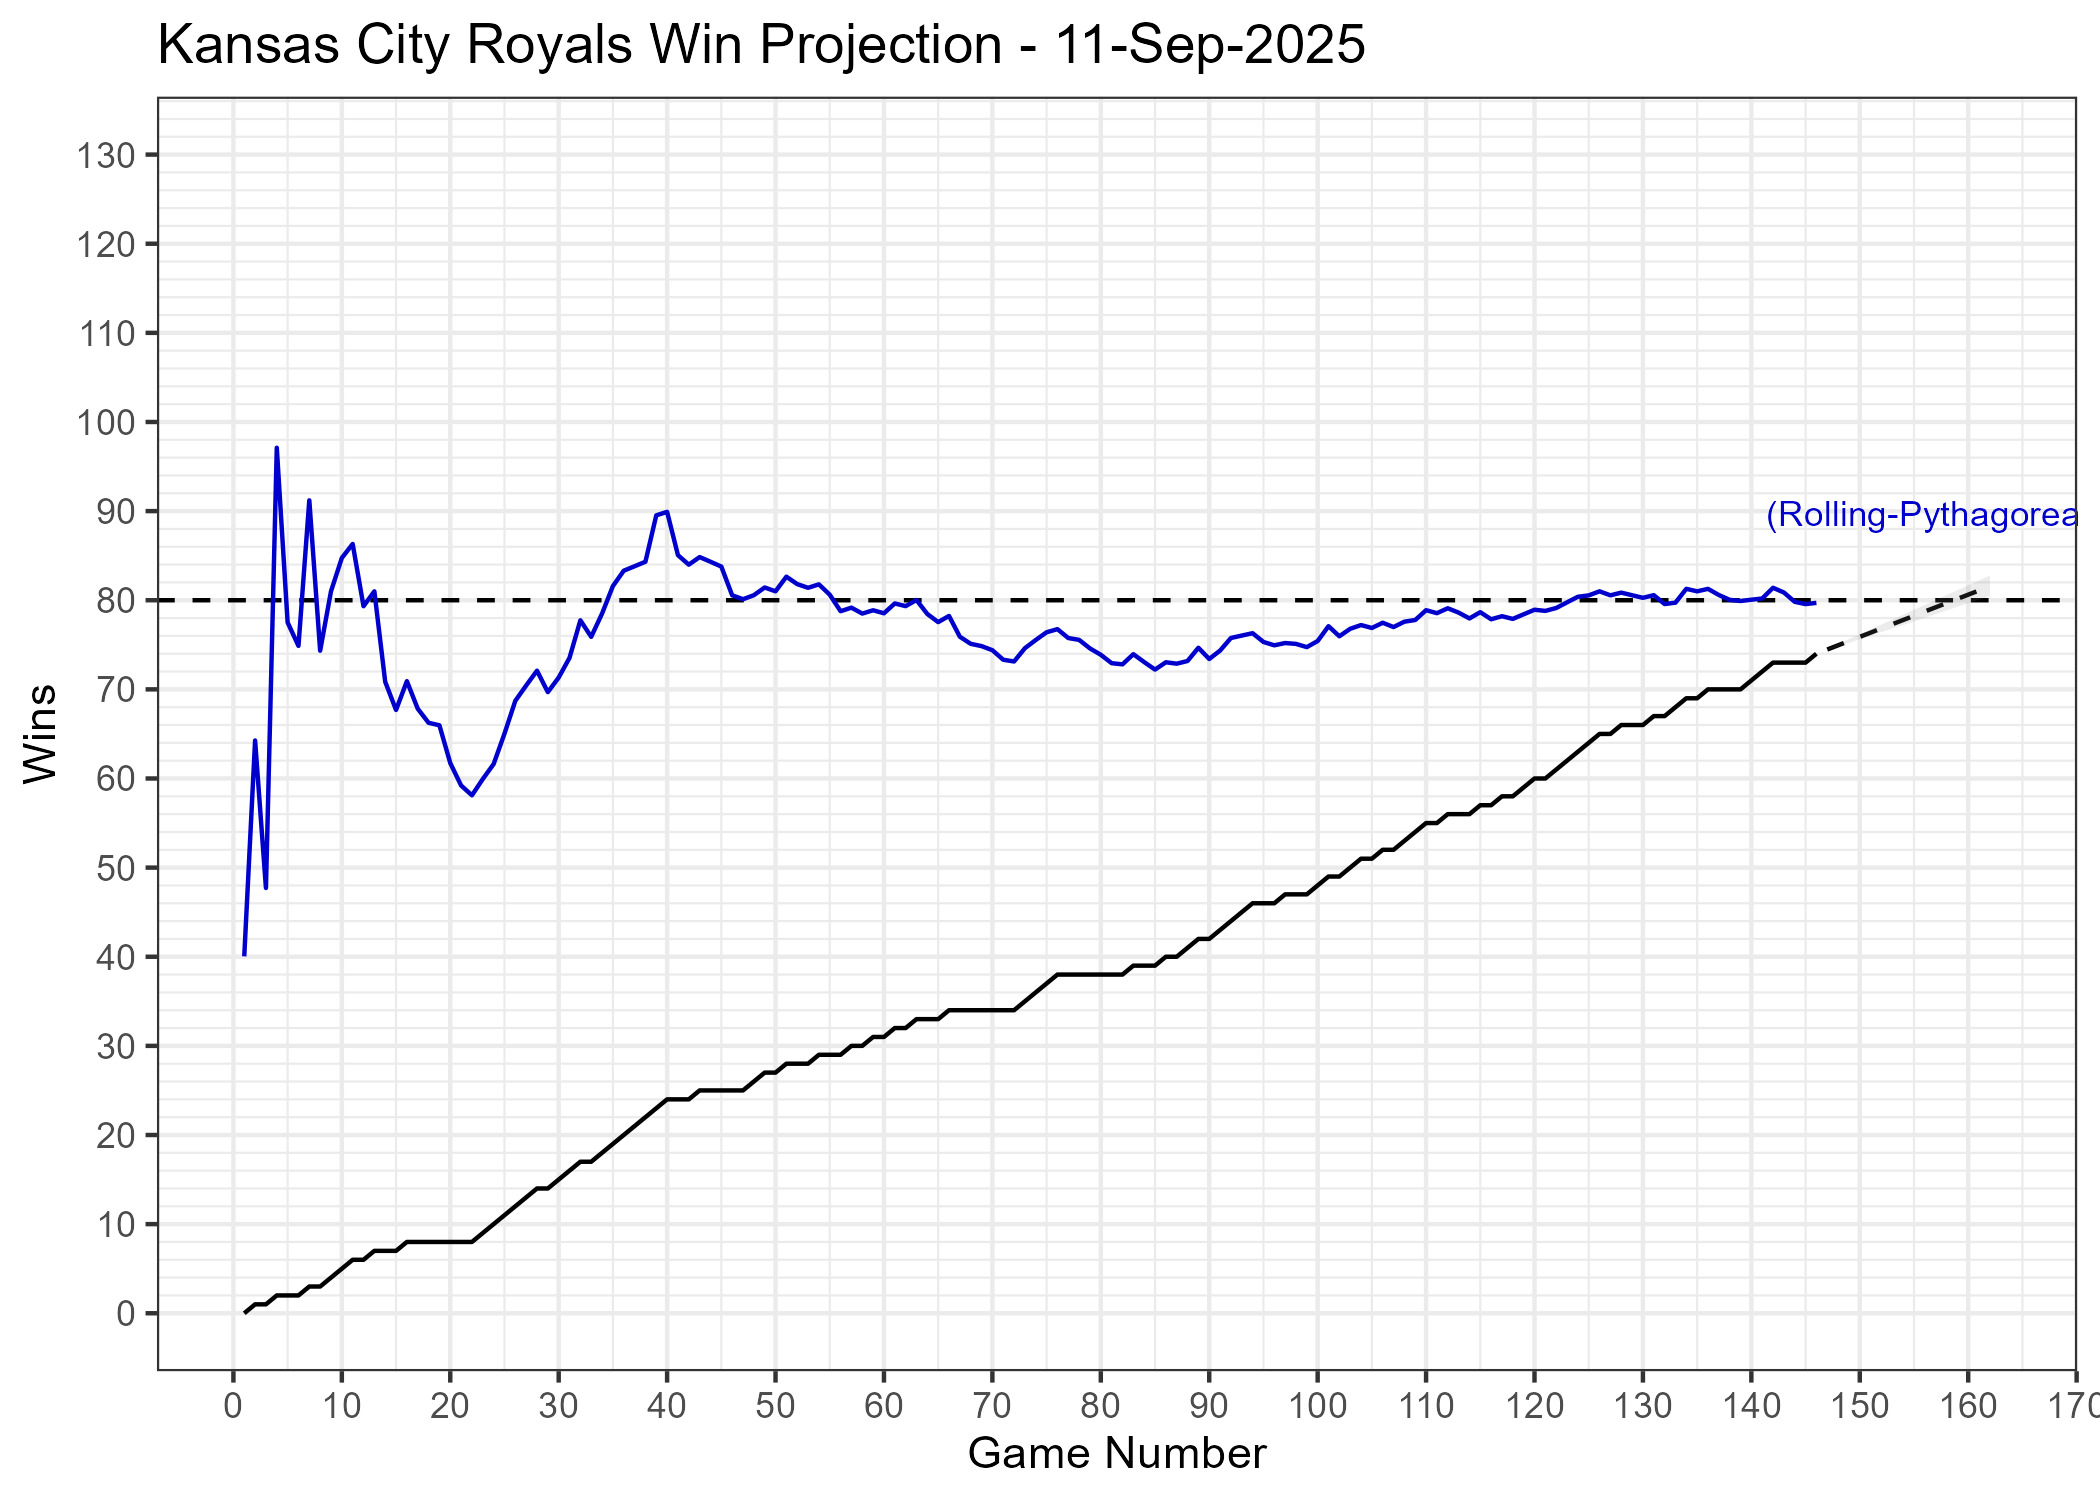 Kansas City Royals Win Projection - 11-Sep-2025
130
120
110
100
90
(Rolling-Pythagorea
80
70
60
50
40
30
20
10
0
Wins
0 10 20 30 40 50 60 70 80 90 100 110 120 130 140 150 160 170
Game Number